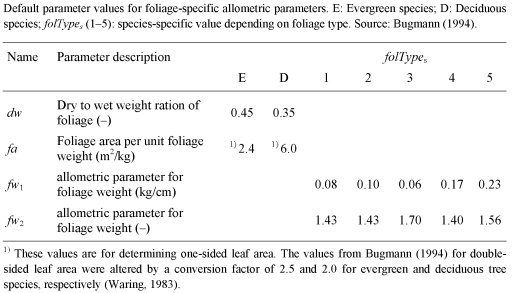 Default parameter values for foliage-specific allometric parameters. E: Evergreen species; D: Deciduous
species; folTypes (1–5): species-specific value depending on foliage type. Source: Bugmann (1994).
Name Parameter description folTypes
E D 1 2 3 4 5
dw Dry to wet weight ration of
foliage (–) 0.45 0.35
fa Foliage area per unit foliage
weight (m²/kg) 1) 2.4 1) 6.0
fw₁ allometric parameter for
foliage weight (kg/cm) 0.08 0.10 0.06 0.17 0.23
fw₂ allometric parameter for
foliage weight (–) 1.43 1.43 1.70 1.40 1.56
1) These values are for determining one-sided leaf area. The values from Bugmann (1994) for double-
sided leaf area were altered by a conversion factor of 2.5 and 2.0 for evergreen and deciduous tree
species, respectively (Waring, 1983).